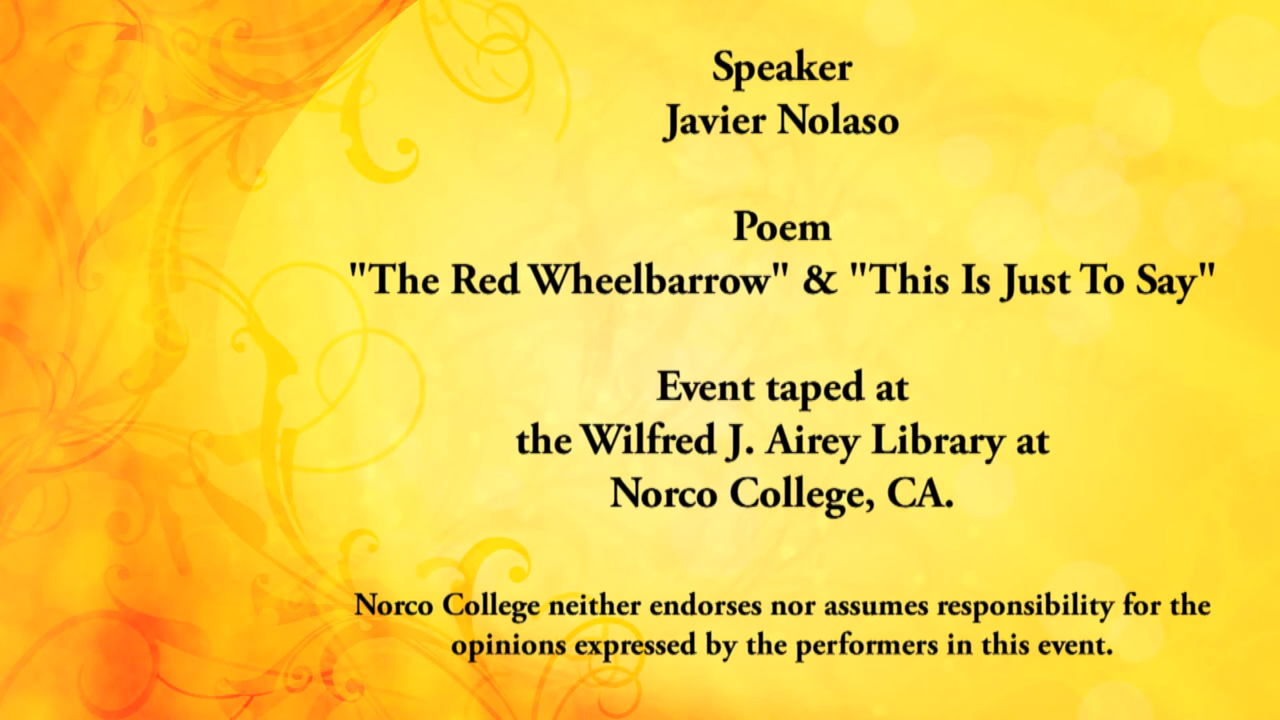 Speaker
Javier Nolaso
Poem
"The Red Wheelbarrow" & "This Is Just To Say"
Event taped at
the Wilfred J. Airey Library at
Norco College, CA.
Norco College neither endorses nor assumes responsibility for the
opinions expressed by the performers in this event.